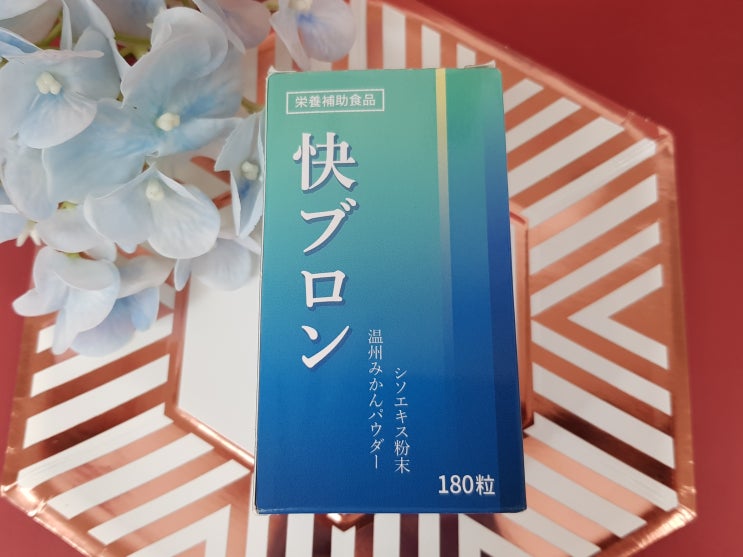 栄養補助食品
快ブロン
シソエキス粉末
温州みかんパウダー
180粒